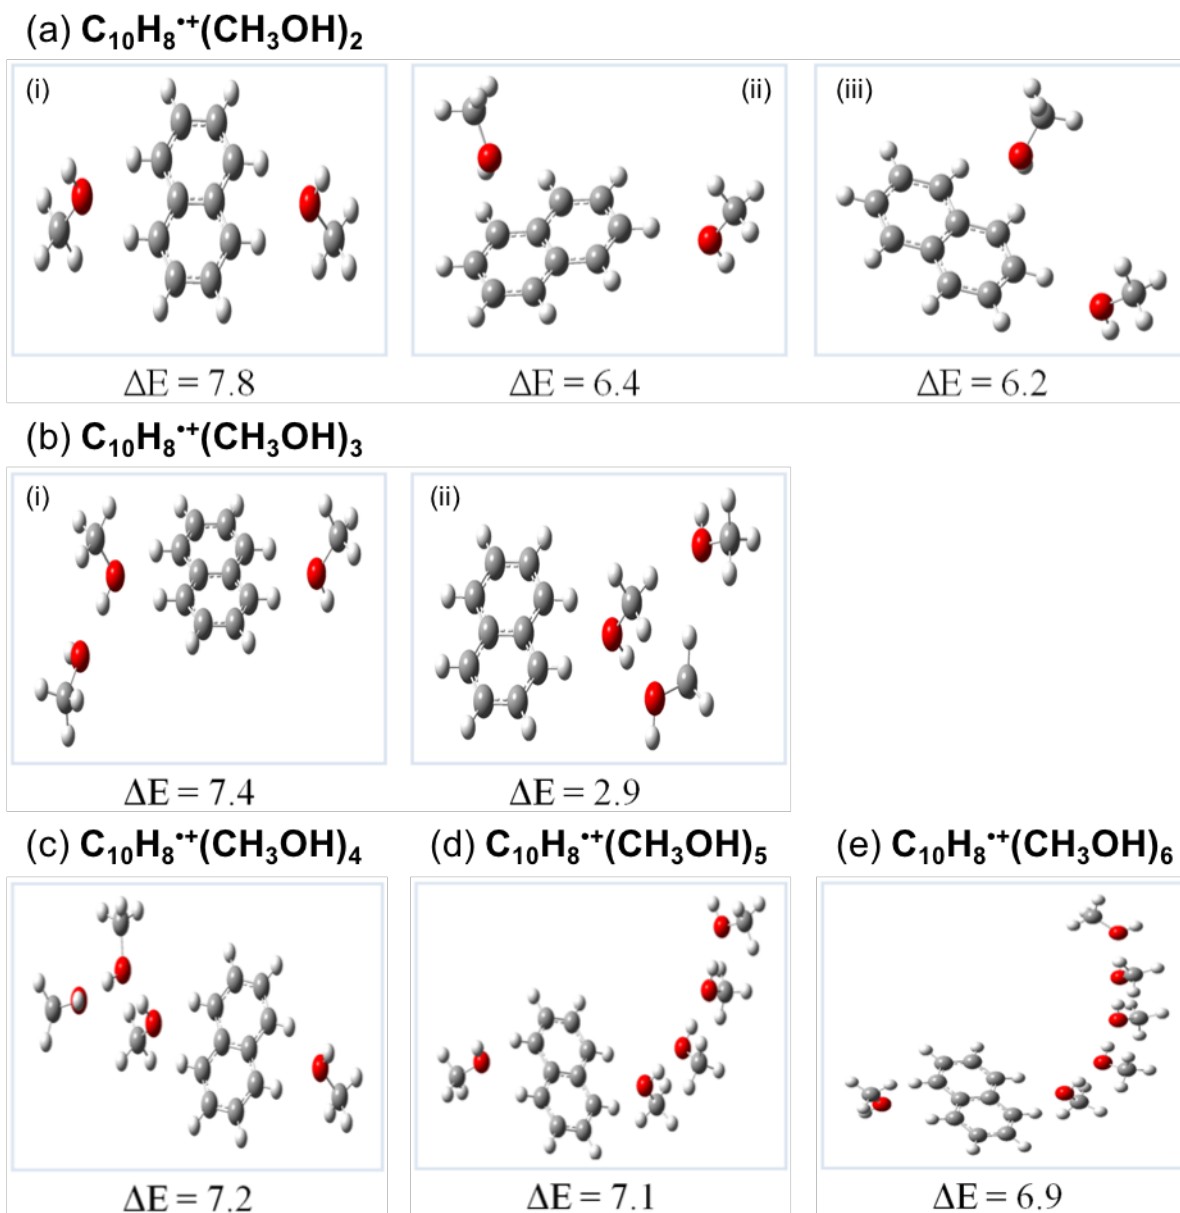 (a) C₁₀H₈•⁺(CH₃OH)₂
(i) (ii) (iii)
ΔE = 7.8 ΔE = 6.4 ΔE = 6.2
(b) C₁₀H₈•⁺(CH₃OH)₃
(i) (ii)
ΔE = 7.4 ΔE = 2.9
(c) C₁₀H₈•⁺(CH₃OH)₄ (d) C₁₀H₈•⁺(CH₃OH)₅ (e) C₁₀H₈•⁺(CH₃OH)₆
ΔE = 7.2 ΔE = 7.1 ΔE = 6.9